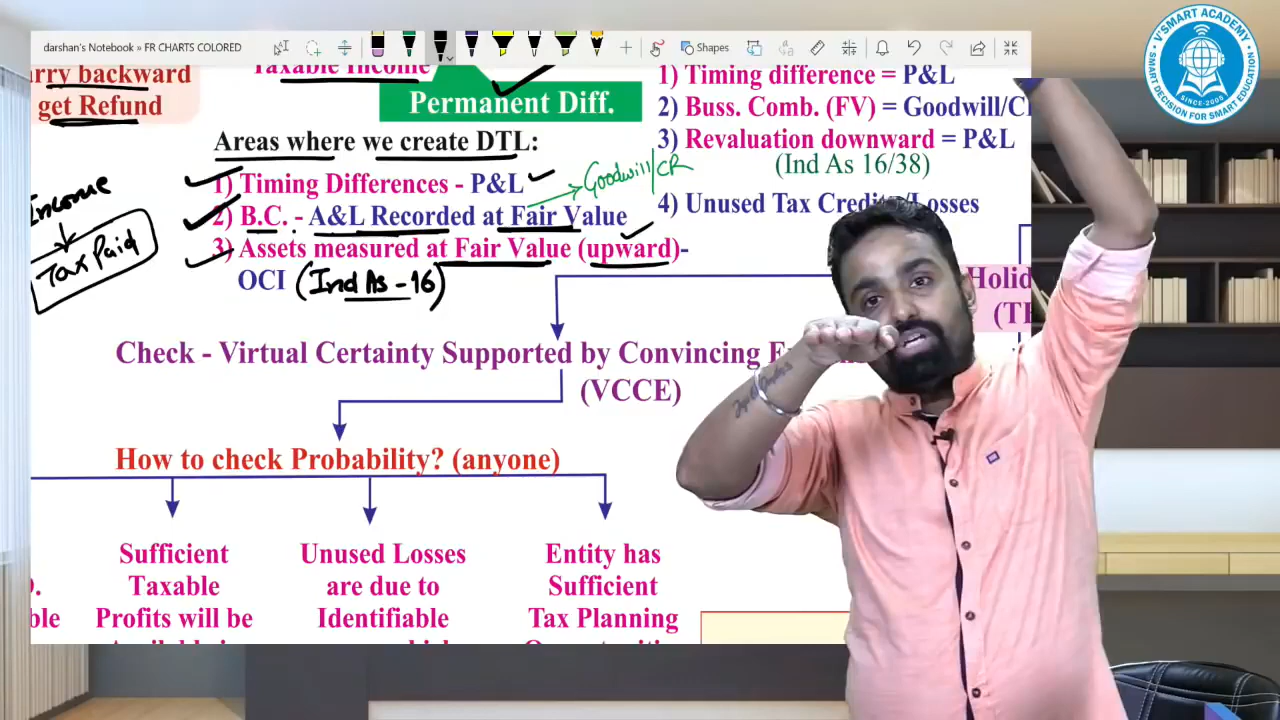 darshan's Notebook » FR CHARTS COLORED
Shapes
arry backward
get Refund
Taxable Income
Permanent Diff.
Areas where we create DTL:
1) Timing Differences - P&L
Goodwill/CR
2) B.C. - A&L Recorded at Fair Value
3) Assets measured at Fair Value (upward)-
OCI (Ind As - 16)
Income
Tax Paid
1) Timing difference = P&L
2) Buss. Comb. (FV) = Goodwill/C
3) Revaluation downward = P&L
(Ind As 16/38)
4) Unused Tax Credits/Losses
Holid
Check - Virtual Certainty Supported by Convincing
(VCCE)
How to check Probability? (anyone)
Sufficient
Taxable
Profits will be
Unused Losses
are due to
Identifiable
Entity has
Sufficient
Tax Planning
V'SMART ACADEMY
SMART DECISION FOR SMART EDUCATION
SINCE-2005